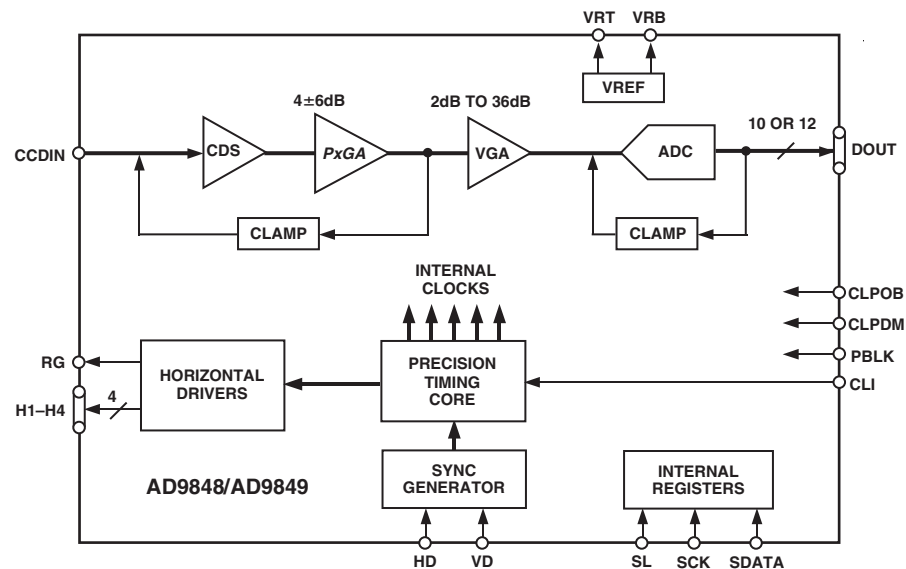 VRT VRB
VREF
4±6dB
2dB TO 36dB
10 OR 12
CCDIN
CDS
PxGA
VGA
ADC
DOUT
CLAMP
CLAMP
INTERNAL
CLOCKS
CLPOB
CLPDM
PBLK
CLI
RG
H1–H4
4
HORIZONTAL
DRIVERS
PRECISION
TIMING
CORE
SYNC
GENERATOR
INTERNAL
REGISTERS
AD9848/AD9849
HD VD
SL SCK SDATA